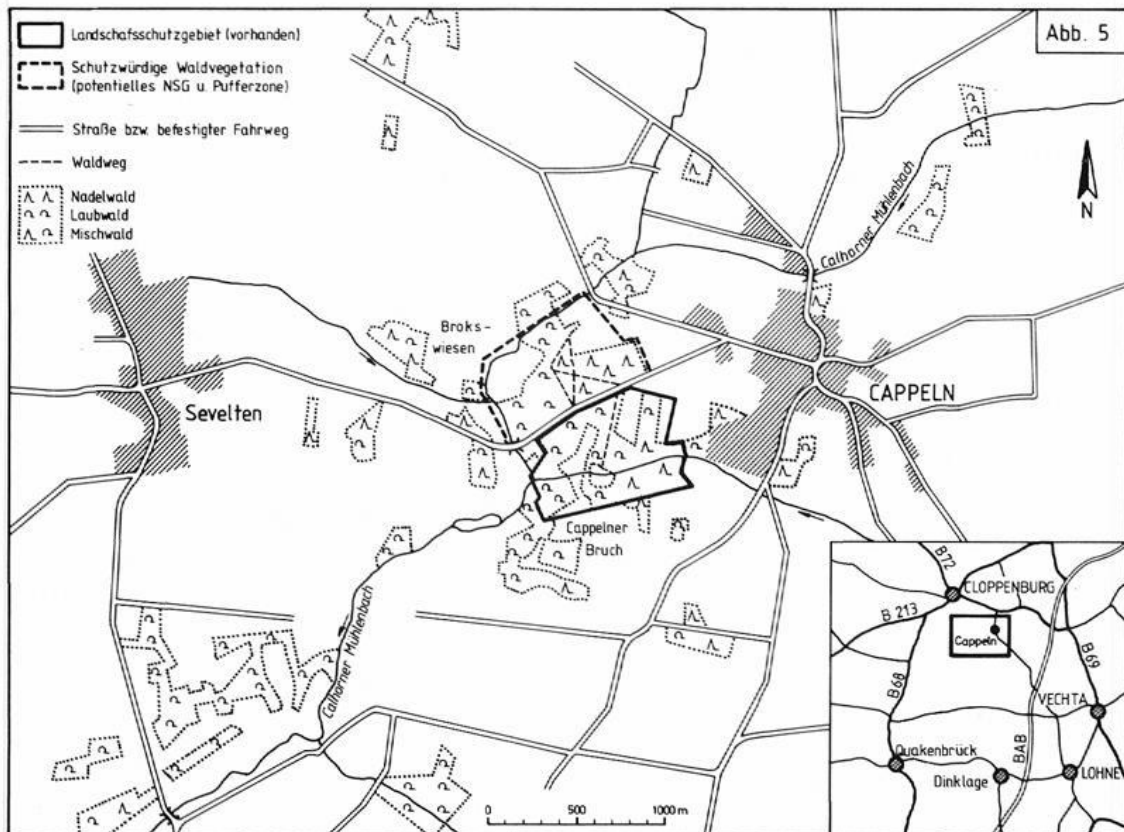 Landschafsschutzgebiet (vorhanden)
Schutzwürdige Waldvegetation
(potentielles NSG u. Pufferzone)
Straße bzw. befestigter Fahrweg
Waldweg
Nadelwald
Laubwald
Mischwald
Abb. 5
N
Calhorner Mühlenbach
Broks-
wiesen
Sevelten
CAPPELN
Cappelner
Bruch
Calhorner Mühlenbach
0 500 1000 m
B72
CLOPPENBURG
B 213
Cappeln
B69
B68
VECHTA
BAB
Quakenbrück
Dinklage
LOHNE